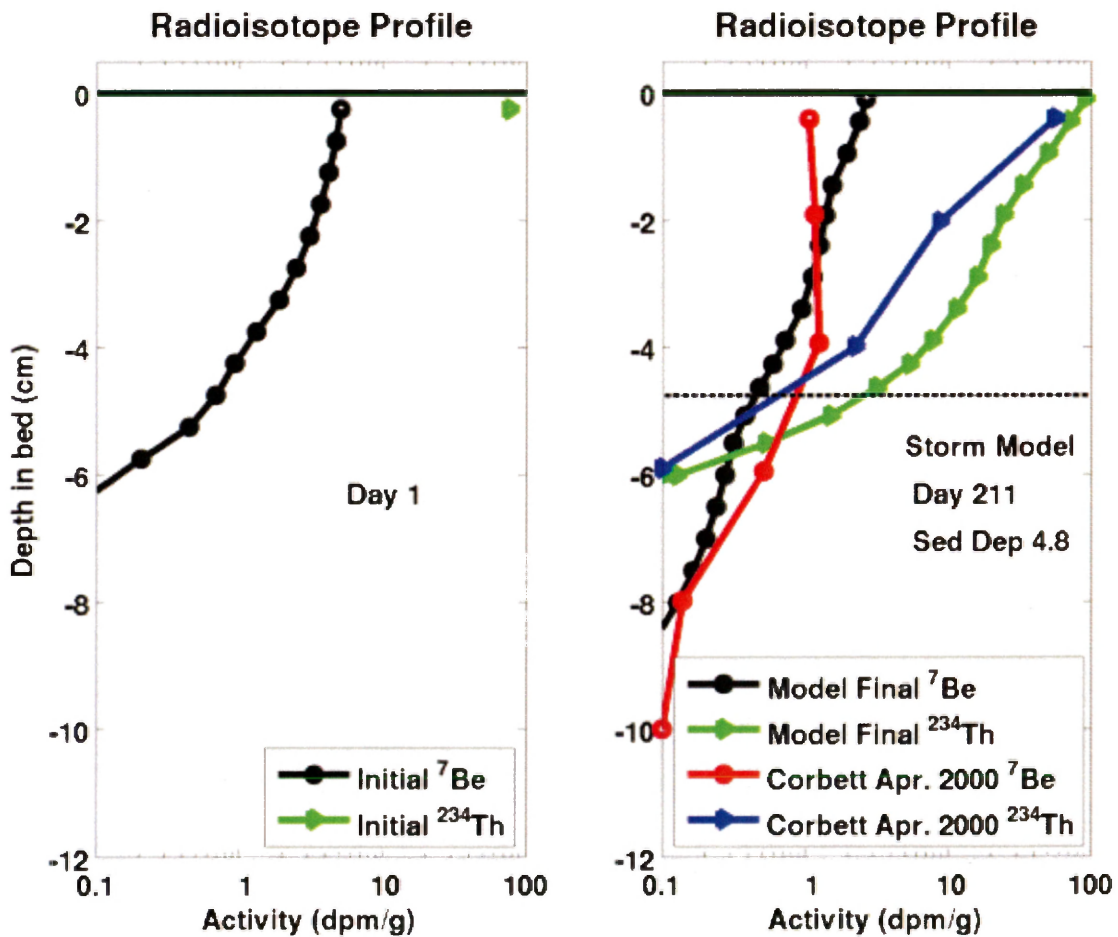 Radioisotope Profile
0
-2
-4
-6
-8
-10
-12
0.1
1
10
100
Depth in bed (cm)
Activity (dpm/g)
Day 1
Initial ⁷Be
Initial ²³⁴Th
Radioisotope Profile
0
-2
-4
-6
-8
-10
-12
0.1
1
10
100
Activity (dpm/g)
Storm Model
Day 211
Sed Dep 4.8
Model Final ⁷Be
Model Final ²³⁴Th
Corbett Apr. 2000 ⁷Be
Corbett Apr. 2000 ²³⁴Th